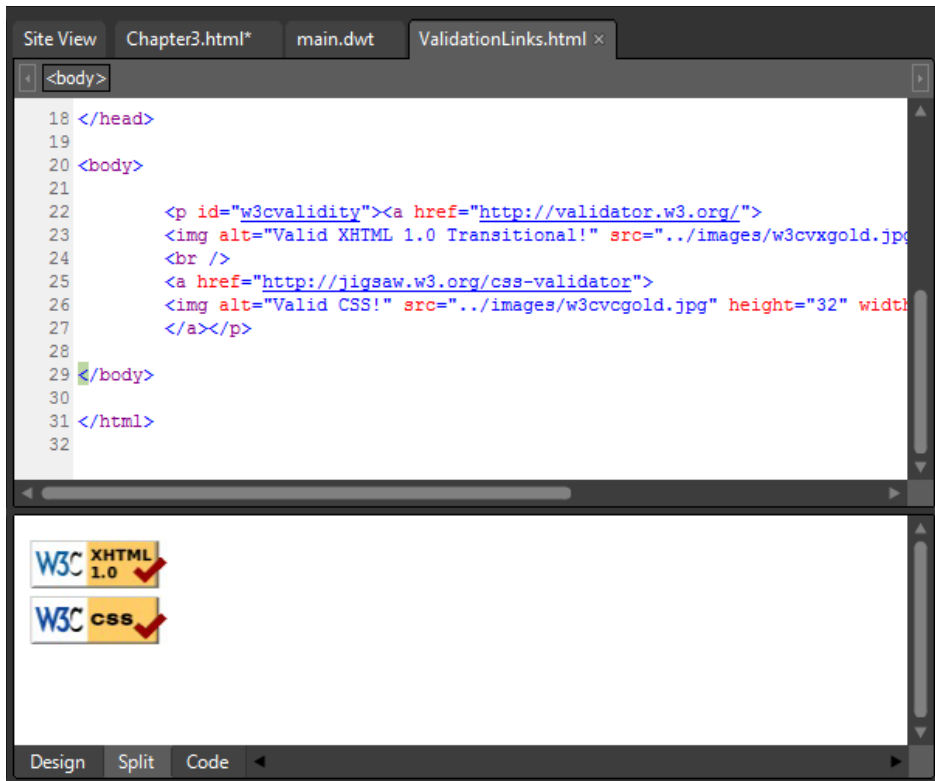 Site View Chapter3.html* main.dwt ValidationLinks.html ×
<body>
18 </head>
19
20 <body>
21
22 <p id="w3cvalidity"><a href="http://validator.w3.org/">
23 <img alt="Valid XHTML 1.0 Transitional!" src="../images/w3cvxgold.jpg
24 <br />
25 <a href="http://jigsaw.w3.org/css-validator">
26 <img alt="Valid CSS!" src="../images/w3cvcgold.jpg" height="32" width
27 </a></p>
28
29 </body>
30
31 </html>
32
W3C XHTML
1.0
W3C css
Design Split Code